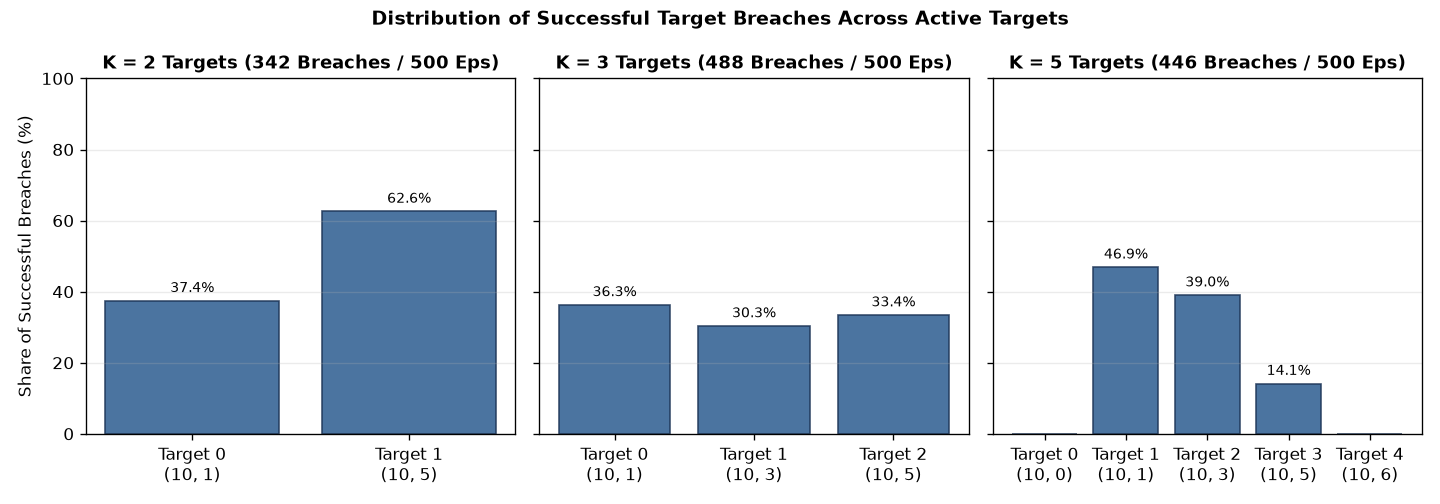 Distribution of Successful Target Breaches Across Active Targets
K = 2 Targets (342 Breaches / 500 Eps)
Share of Successful Breaches (%)
100
80
60
40
20
0
37.4%
62.6%
Target 0
(10, 1)
Target 1
(10, 5)
K = 3 Targets (488 Breaches / 500 Eps)
36.3%
30.3%
33.4%
Target 0
(10, 1)
Target 1
(10, 3)
Target 2
(10, 5)
K = 5 Targets (446 Breaches / 500 Eps)
46.9%
39.0%
14.1%
Target 0
(10, 0)
Target 1
(10, 1)
Target 2
(10, 3)
Target 3
(10, 5)
Target 4
(10, 6)